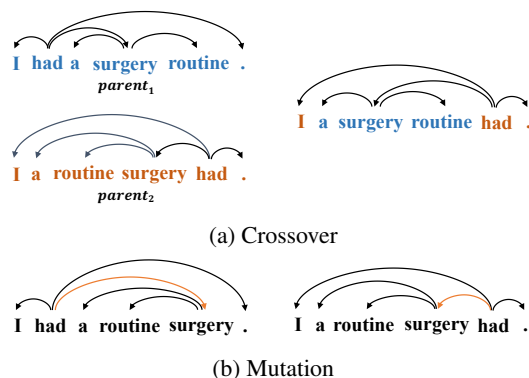 I had a surgery routine .
parent₁
I a surgery routine had .
I a routine surgery had .
parent₂
(a) Crossover
I had a routine surgery .
I a routine surgery had .
(b) Mutation